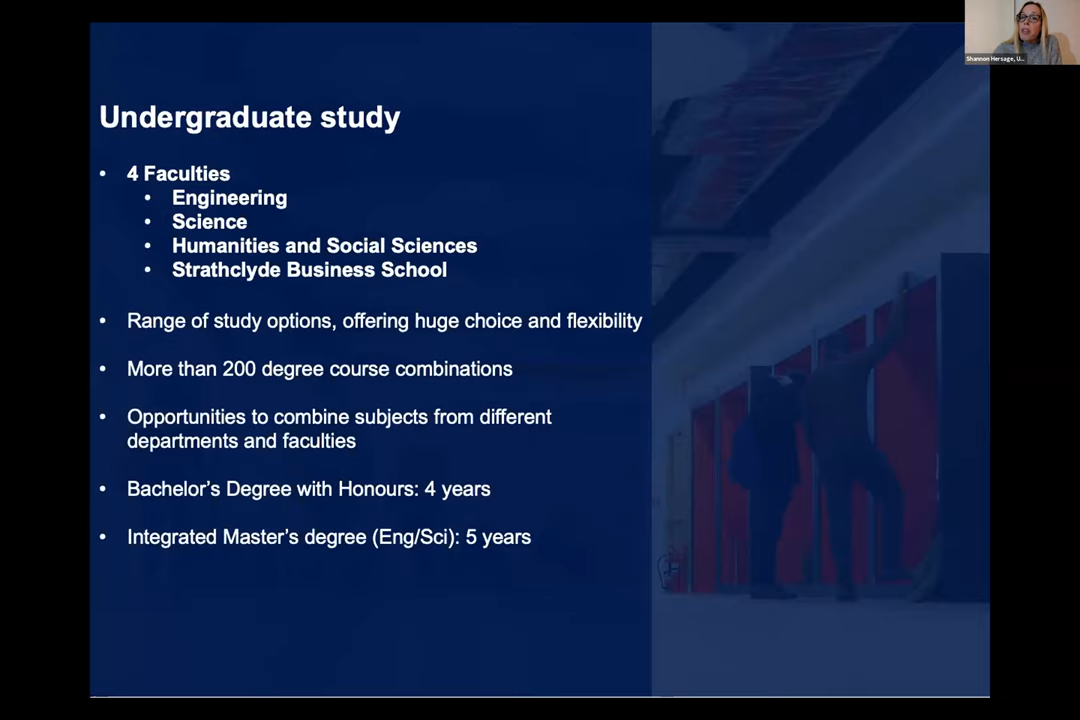 Shannon Hersage, U...
Undergraduate study
• 4 Faculties
• Engineering
• Science
• Humanities and Social Sciences
• Strathclyde Business School
• Range of study options, offering huge choice and flexibility
• More than 200 degree course combinations
• Opportunities to combine subjects from different
departments and faculties
• Bachelor’s Degree with Honours: 4 years
• Integrated Master’s degree (Eng/Sci): 5 years